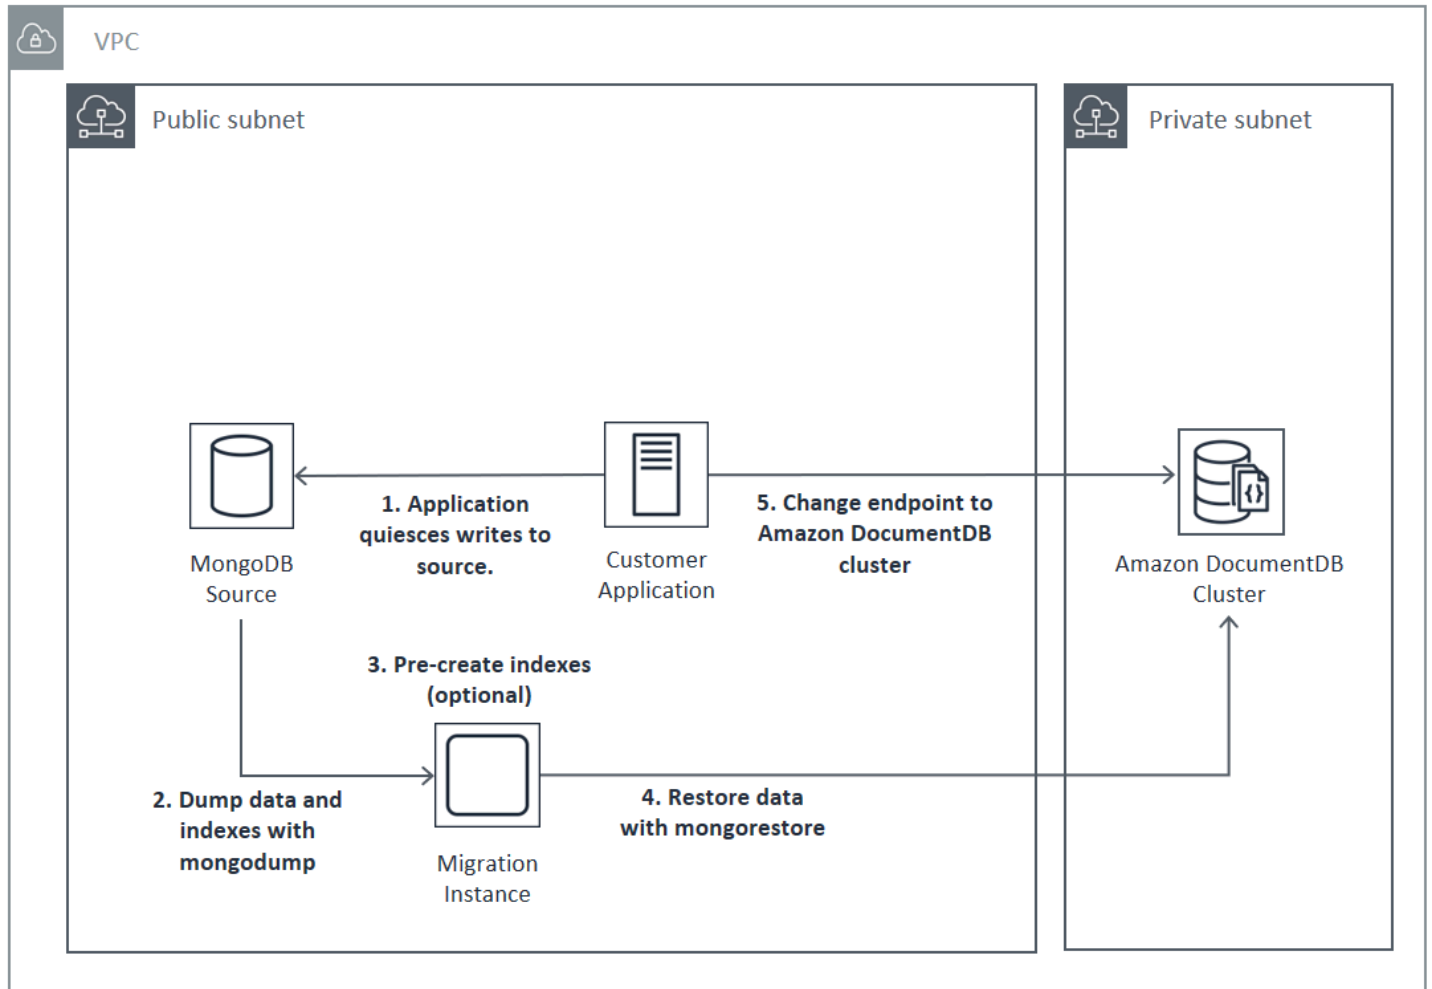 VPC
Public subnet
Private subnet
1. Application
quiesces writes to
source.
5. Change endpoint to
Amazon DocumentDB
cluster
MongoDB
Source
Customer
Application
Amazon DocumentDB
Cluster
3. Pre-create indexes
(optional)
2. Dump data and
indexes with
mongodump
4. Restore data
with mongorestore
Migration
Instance